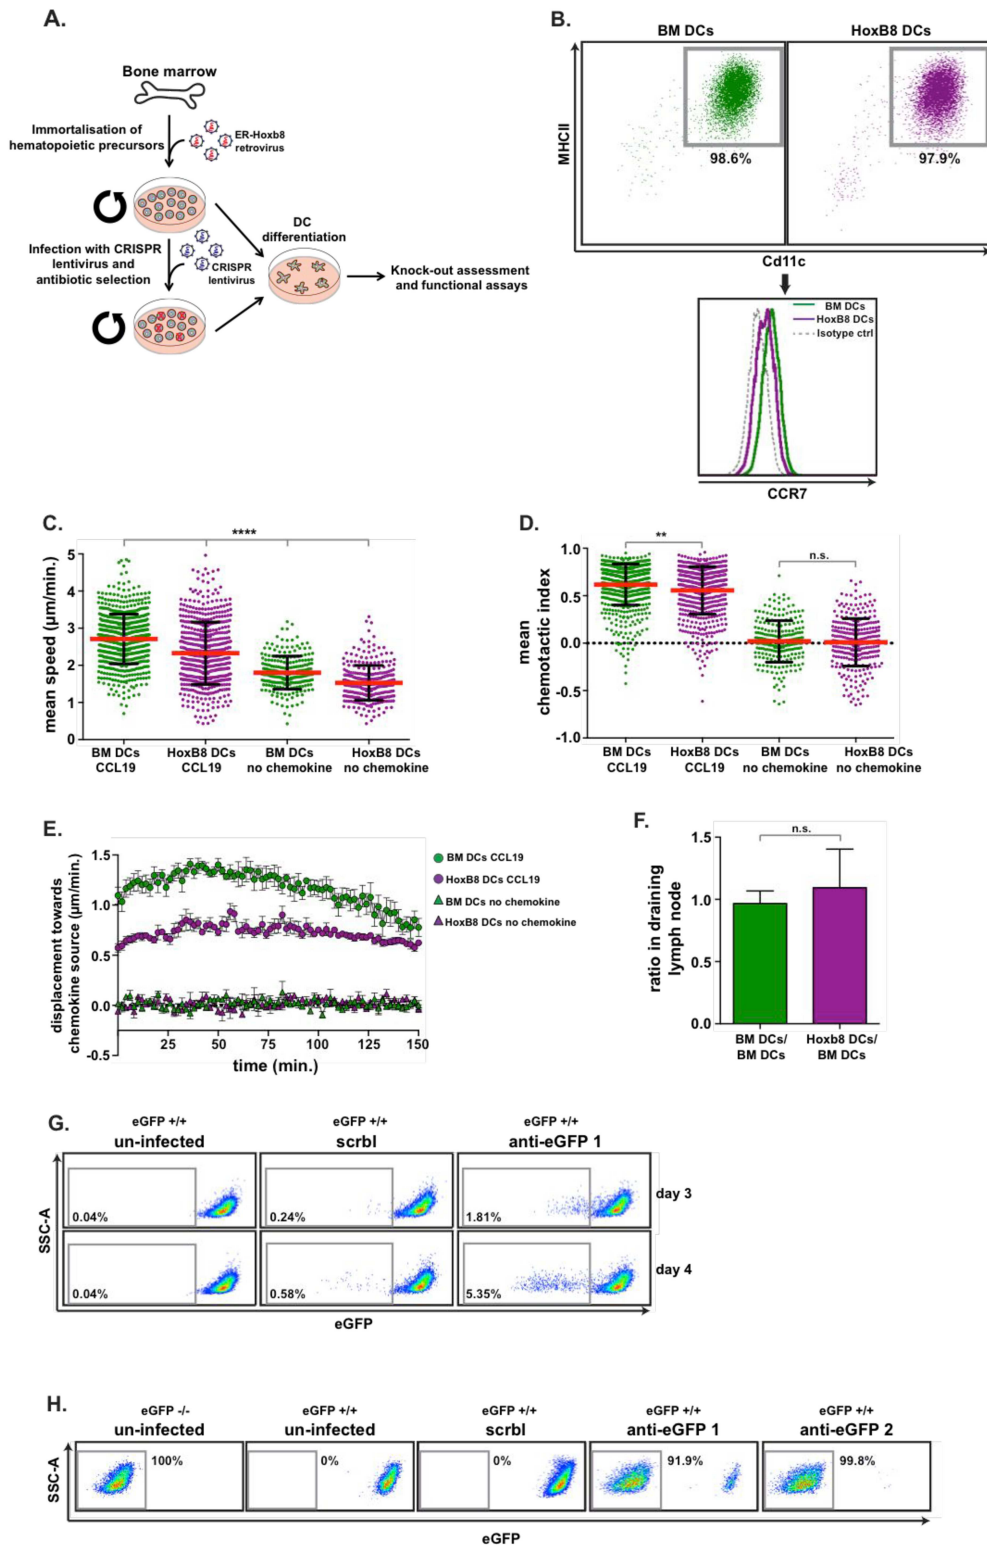 A.
Bone marrow
Immortalisation of
hematopoietic precursors
ER-Hoxb8
retrovirus
DC
differentiation
Infection with CRISPR
lentivirus and
antibiotic selection
CRISPR
lentivirus
Knock-out assessment
and functional assays
B.
BM DCs
HoxB8 DCs
MHCII
98.6%
97.9%
Cd11c
BM DCs
HoxB8 DCs
Isotype ctrl
CCR7
C.
****
mean speed (µm/min.)
5
4
3
2
1
0
BM DCs
CCL19
HoxB8 DCs
CCL19
BM DCs
no chemokine
HoxB8 DCs
no chemokine
D.
**
n.s.
mean
chemotactic index
1.0
0.5
0.0
-0.5
-1.0
BM DCs
CCL19
HoxB8 DCs
CCL19
BM DCs
no chemokine
HoxB8 DCs
no chemokine
E.
displacement towards
chemokine source (µm/min.)
1.5
1.0
0.5
0.0
-0.5
25
50
75
100
125
150
time (min.)
BM DCs CCL19
HoxB8 DCs CCL19
BM DCs no chemokine
HoxB8 DCs no chemokine
F.
n.s.
ratio in draining
lymph node
1.5
1.0
0.5
0.0
BM DCs/
BM DCs
Hoxb8 DCs/
BM DCs
G.
eGFP +/+
un-infected
eGFP +/+
scrbl
eGFP +/+
anti-eGFP 1
SSC-A
0.04%
0.24%
1.81%
day 3
0.04%
0.58%
5.35%
day 4
eGFP
H.
eGFP -/-
un-infected
eGFP +/+
un-infected
eGFP +/+
scrbl
eGFP +/+
anti-eGFP 1
eGFP +/+
anti-eGFP 2
SSC-A
100%
0%
0%
91.9%
99.8%
eGFP